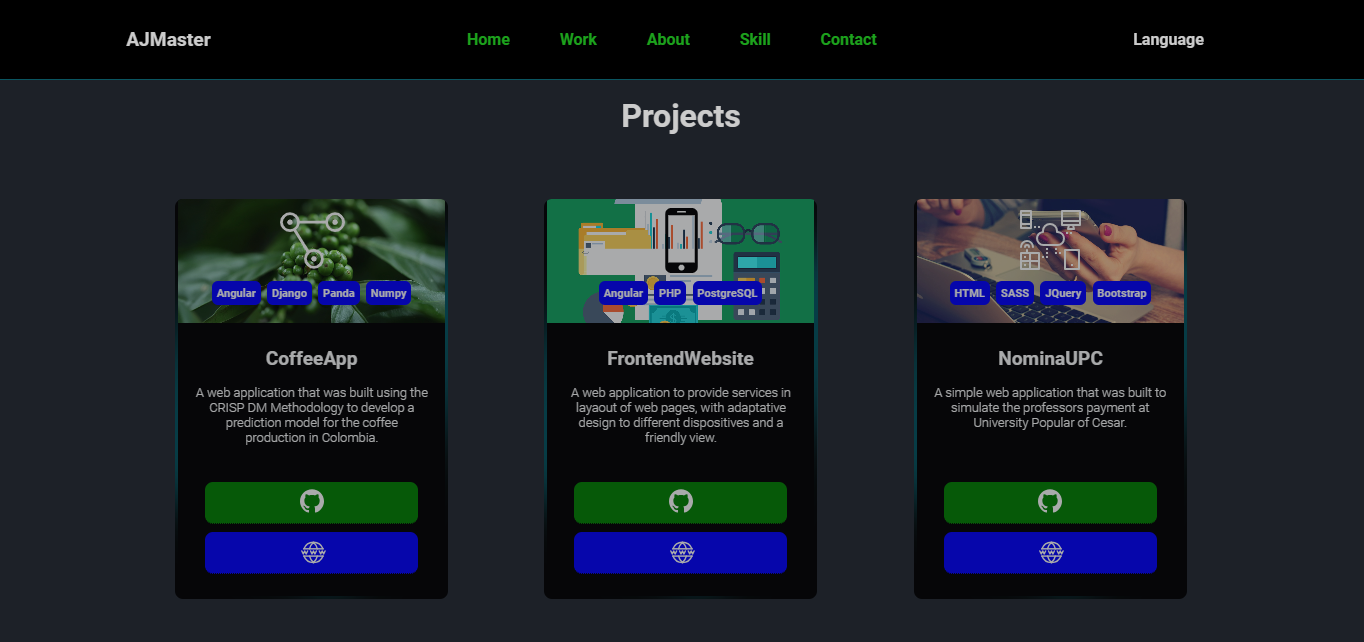 AJMaster
Home Work About Skill Contact
Language
Projects
Angular Django Panda Numpy
CoffeeApp
A web application that was built using the
CRISP DM Methodology to develop a
prediction model for the coffee
production in Colombia.
Angular PHP PostgreSQL
FrontendWebsite
A web application to provide services in
layaout of web pages, with adaptative
design to different dispositives and a
friendly view.
HTML SASS JQuery Bootstrap
NominaUPC
A simple web application that was built to
simulate the professors payment at
University Popular of Cesar.